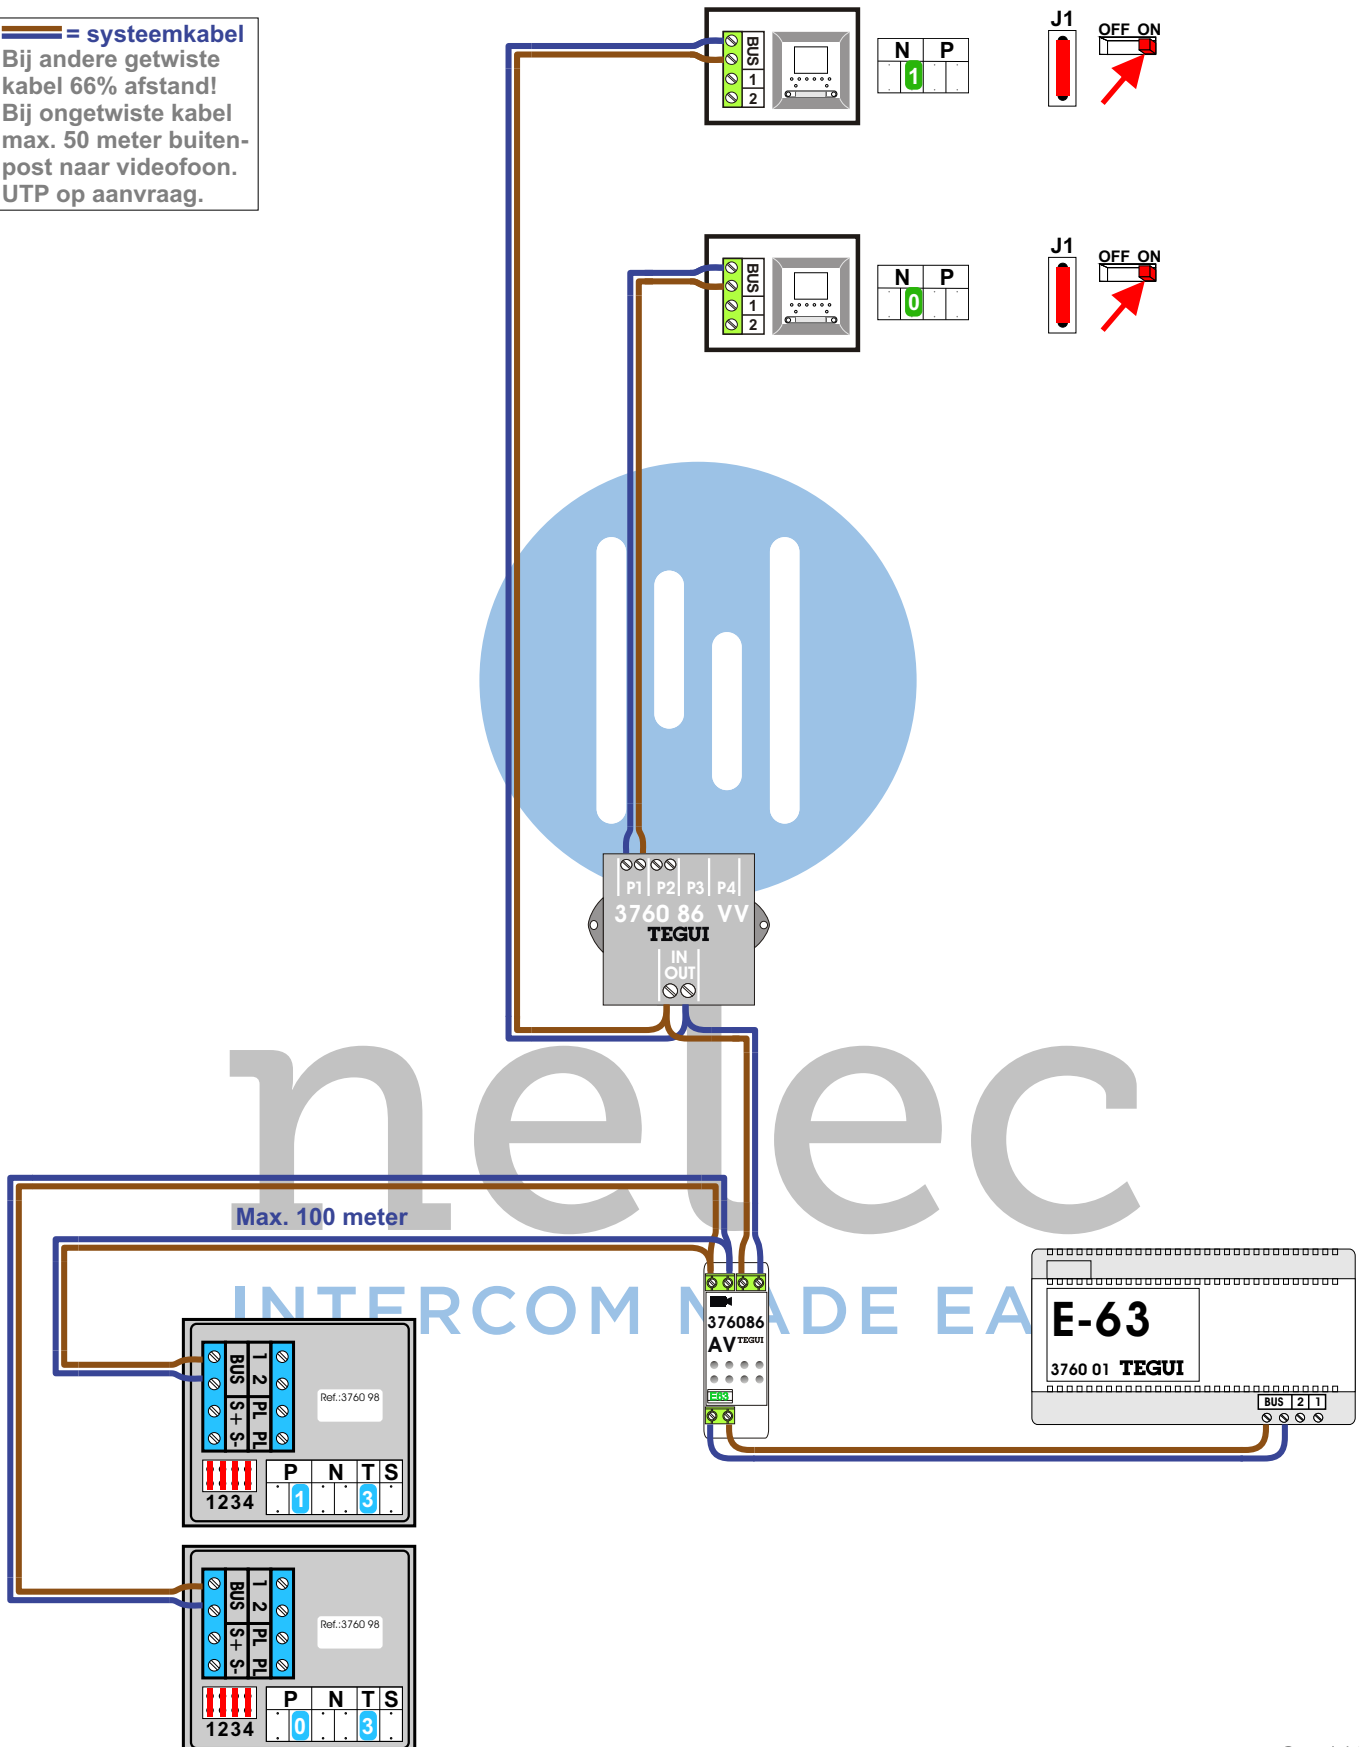 = systeemkabel
Bij andere getwiste
kabel 66% afstand!
Bij ongetwiste kabel
max. 50 meter buiten-
post naar videofoon.
UTP op aanvraag.
BUS
1
2
N P
1
J1
OFF ON
BUS
1
2
N P
0
J1
OFF ON
P1 P2 P3 P4
3760 86 VV
TEGUI
IN
OUT
nelec
Max. 100 meter
INTERCOM MADE EA
376086
AV TEGUI
E63
E-63
3760 01 TEGUI
BUS 2 1
BUS 1 2
S+ S- PL PL
Ref.:3760 98
1234
P N T S
1 3
BUS 1 2
S+ S- PL PL
Ref.:3760 98
1234
P N T S
0 3